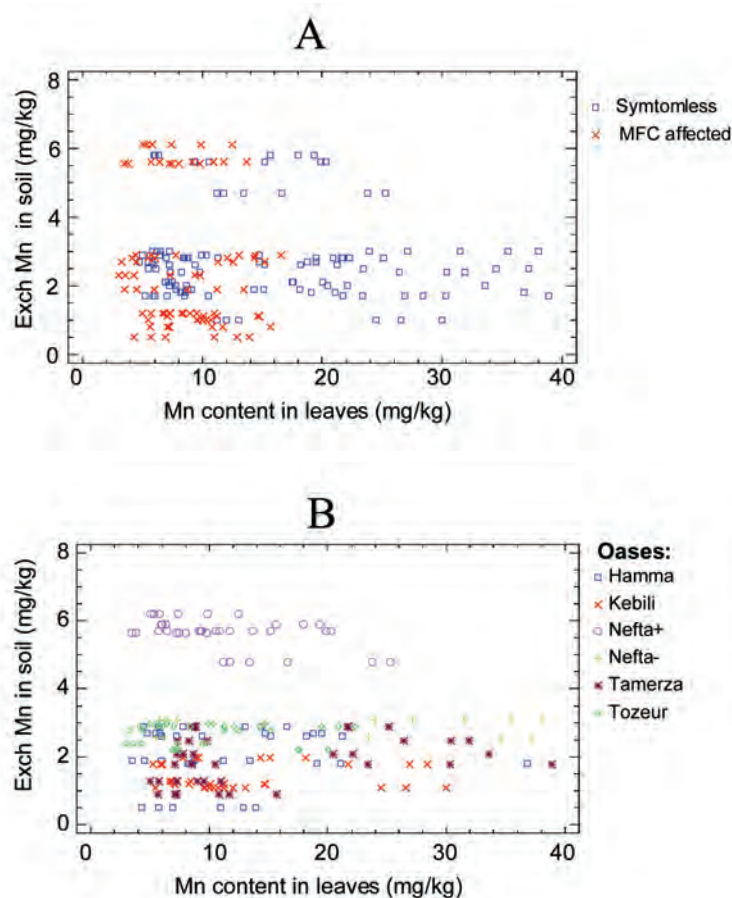 A
8
6
4
2
0
Exch Mn in soil (mg/kg)
0 10 20 30 40
Mn content in leaves (mg/kg)
Symtomless
MFC affected
B
8
6
4
2
0
Exch Mn in soil (mg/kg)
0 10 20 30 40
Mn content in leaves (mg/kg)
Oases:
Hamma
Kebili
Nefta+
Nefta-
Tamerza
Tozeur